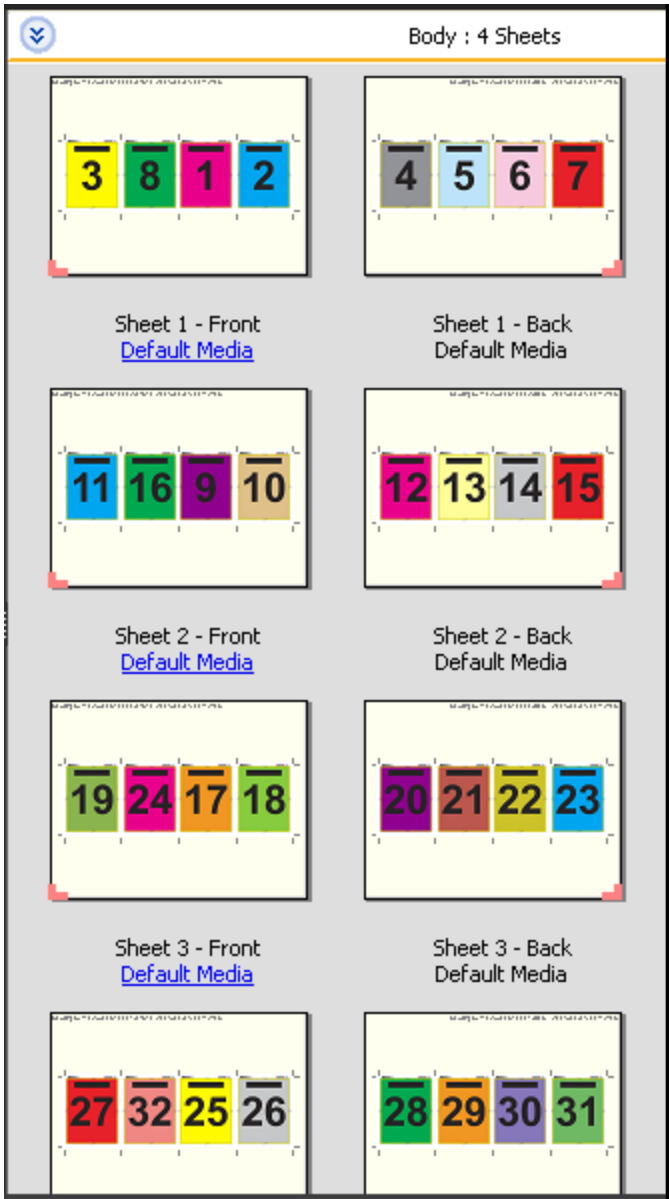 Body : 4 Sheets
3 8 1 2
4 5 6 7
Sheet 1 - Front
Default Media
Sheet 1 - Back
Default Media
11 16 9 10
12 13 14 15
Sheet 2 - Front
Default Media
Sheet 2 - Back
Default Media
19 24 17 18
20 21 22 23
Sheet 3 - Front
Default Media
Sheet 3 - Back
Default Media
27 32 25 26
28 29 30 31